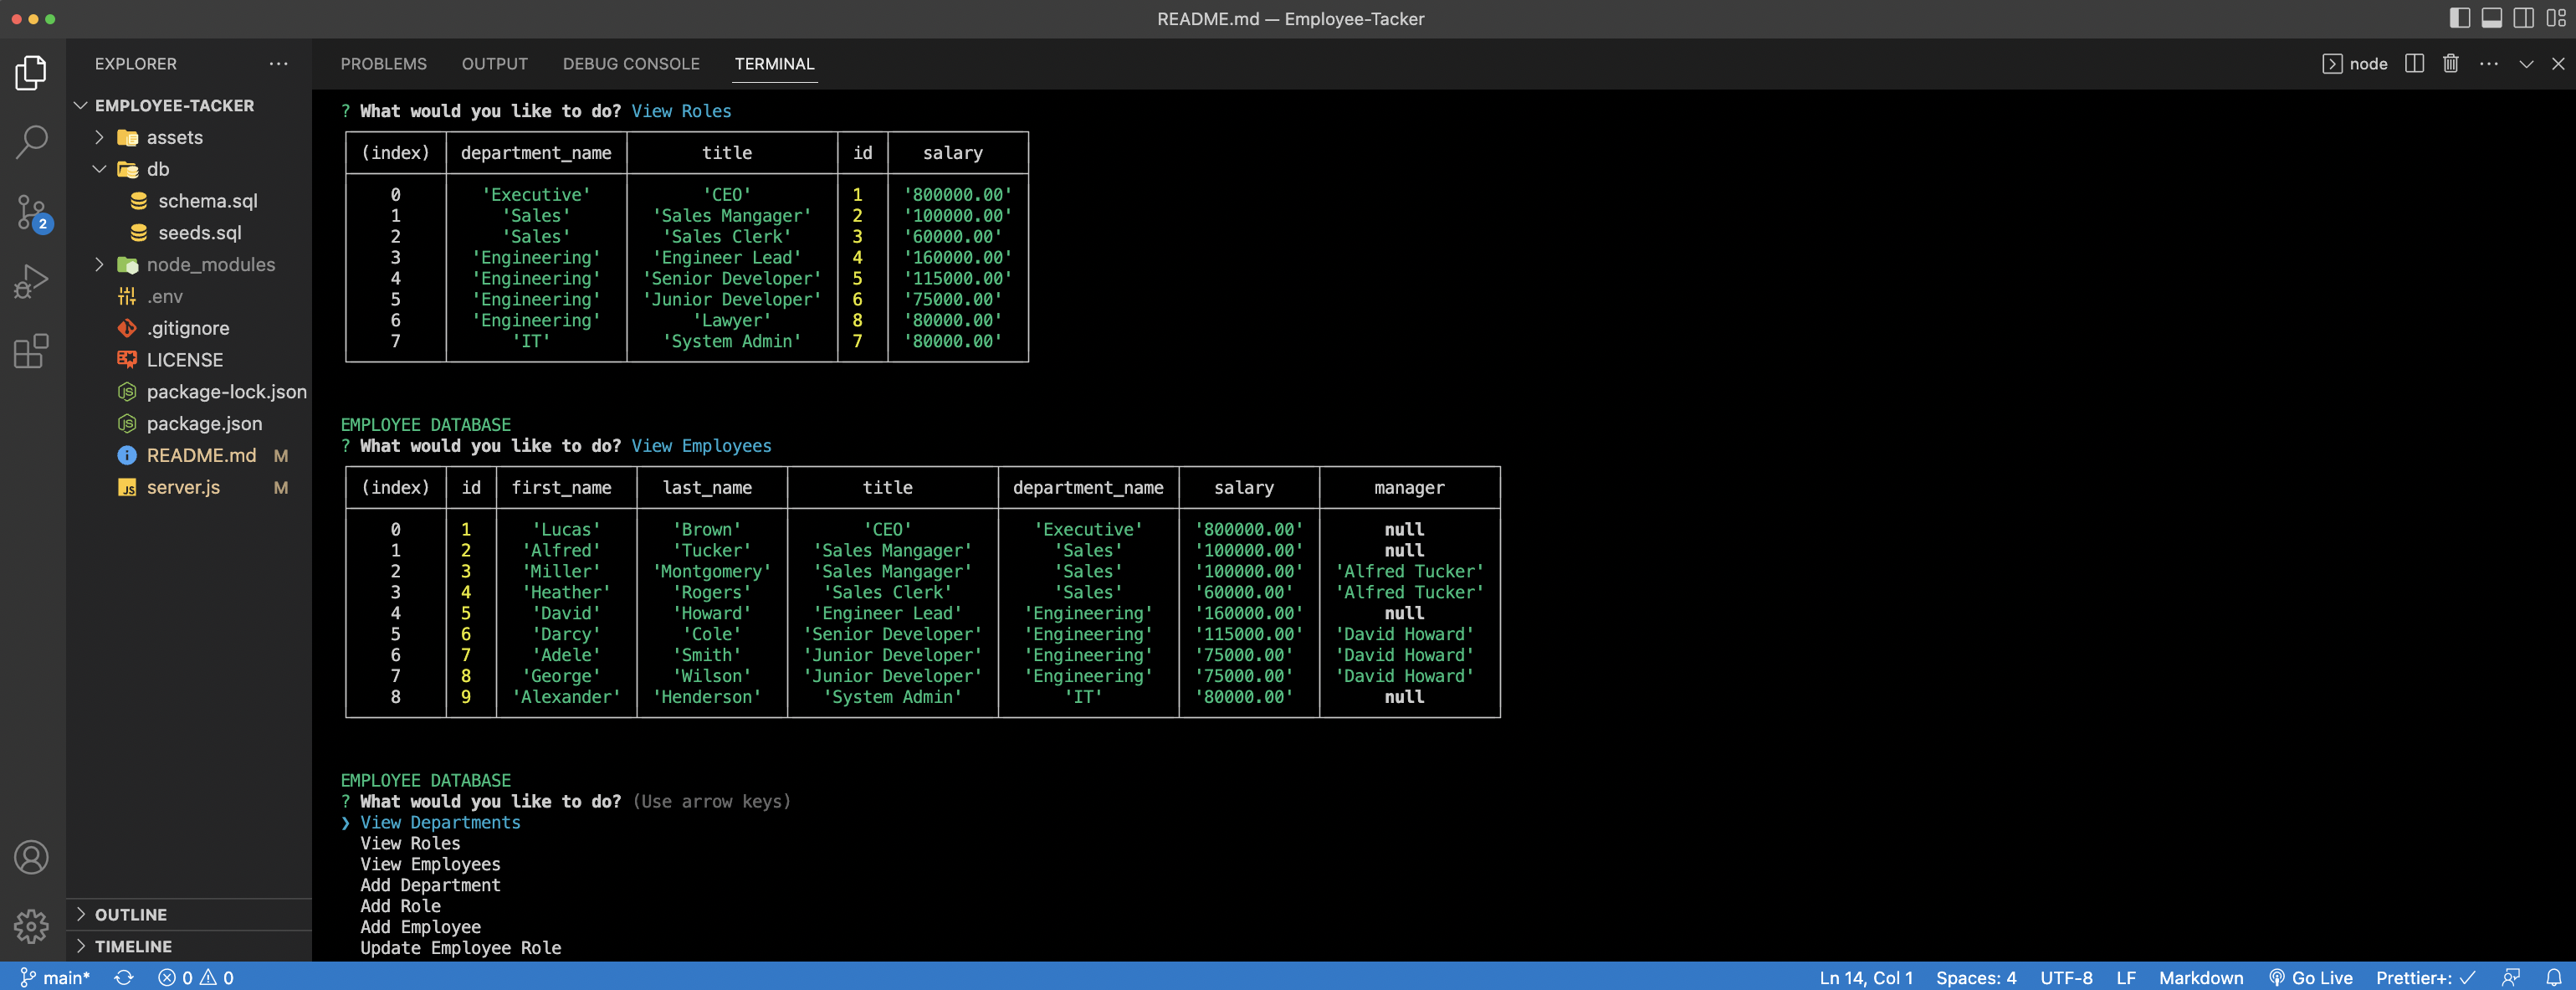 README.md — Employee-Tacker
EXPLORER
EMPLOYEE-TACKER
assets
db
schema.sql
seeds.sql
node_modules
.env
.gitignore
LICENSE
package-lock.json
package.json
README.md M
server.js M
OUTLINE
TIMELINE
PROBLEMS OUTPUT DEBUG CONSOLE TERMINAL
node
? What would you like to do? View Roles
(index) department_name title id salary
0 'Executive' 'CEO' 1 '800000.00'
1 'Sales' 'Sales Mangager' 2 '100000.00'
2 'Sales' 'Sales Clerk' 3 '60000.00'
3 'Engineering' 'Engineer Lead' 4 '160000.00'
4 'Engineering' 'Senior Developer' 5 '115000.00'
5 'Engineering' 'Junior Developer' 6 '75000.00'
6 'Engineering' 'Lawyer' 8 '80000.00'
7 'IT' 'System Admin' 7 '80000.00'
EMPLOYEE DATABASE
? What would you like to do? View Employees
(index) id first_name last_name title department_name salary manager
0 1 'Lucas' 'Brown' 'CEO' 'Executive' '800000.00' null
1 2 'Alfred' 'Tucker' 'Sales Mangager' 'Sales' '100000.00' null
2 3 'Miller' 'Montgomery' 'Sales Mangager' 'Sales' '100000.00' 'Alfred Tucker'
3 4 'Heather' 'Rogers' 'Sales Clerk' 'Sales' '60000.00' 'Alfred Tucker'
4 5 'David' 'Howard' 'Engineer Lead' 'Engineering' '160000.00' null
5 6 'Darcy' 'Cole' 'Senior Developer' 'Engineering' '115000.00' 'David Howard'
6 7 'Adele' 'Smith' 'Junior Developer' 'Engineering' '75000.00' 'David Howard'
7 8 'George' 'Wilson' 'Junior Developer' 'Engineering' '75000.00' 'David Howard'
8 9 'Alexander' 'Henderson' 'System Admin' 'IT' '80000.00' null
EMPLOYEE DATABASE
? What would you like to do? (Use arrow keys)
❯ View Departments
View Roles
View Employees
Add Department
Add Role
Add Employee
Update Employee Role
2
main* 0 0 Ln 14, Col 1 Spaces: 4 UTF-8 LF Markdown Go Live Prettier+: ✓